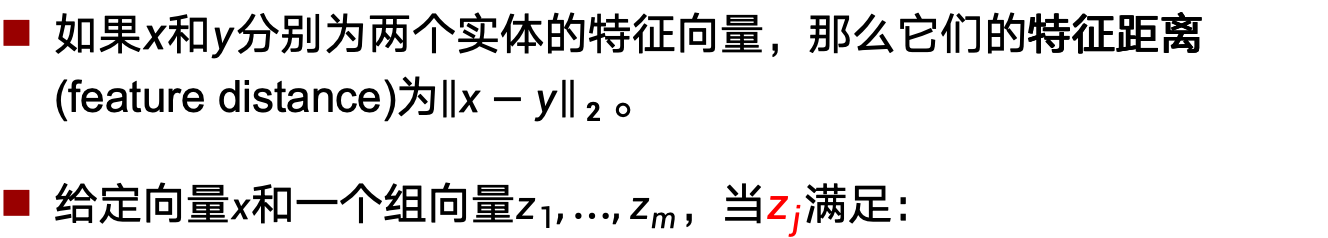 如果x和y分别为两个实体的特征向量，那么它们的特征距离
(feature distance)为‖x − y‖ ₂ 。
给定向量x和一个组向量z₁,…, zₘ，当zⱼ满足：